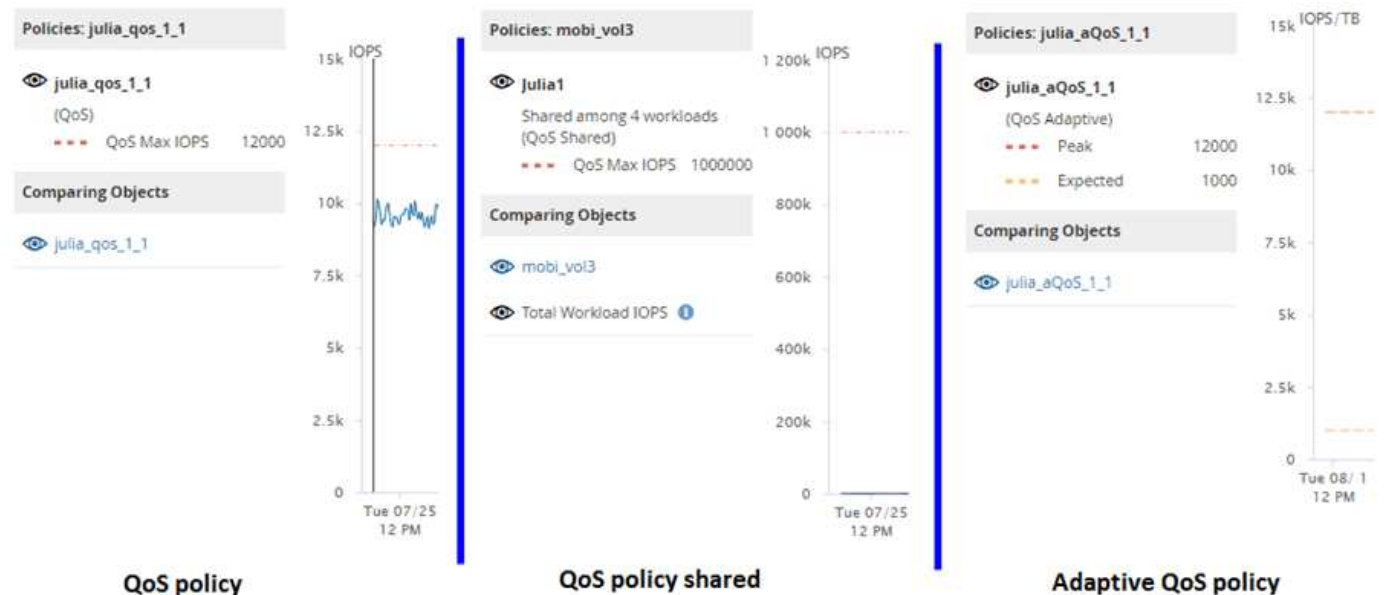 Policies: julia_qos_1_1
julia_qos_1_1
(QoS)
QoS Max IOPS 12000
Comparing Objects
julia_qos_1_1
IOPS
15k
12.5k
10k
7.5k
5k
2.5k
0
Tue 07/25
12 PM
QoS policy
Policies: mobi_vol3
Julia1
Shared among 4 workloads
(QoS Shared)
QoS Max IOPS 1000000
Comparing Objects
mobi_vol3
Total Workload IOPS
IOPS
1 200k
1 000k
800k
600k
400k
200k
0
Tue 07/25
12 PM
QoS policy shared
Policies: julia_aQoS_1_1
julia_aQoS_1_1
(QoS Adaptive)
Peak 12000
Expected 1000
Comparing Objects
julia_aQoS_1_1
IOPS/TB
15k
12.5k
10k
7.5k
5k
2.5k
0
Tue 08/ 1
12 PM
Adaptive QoS policy